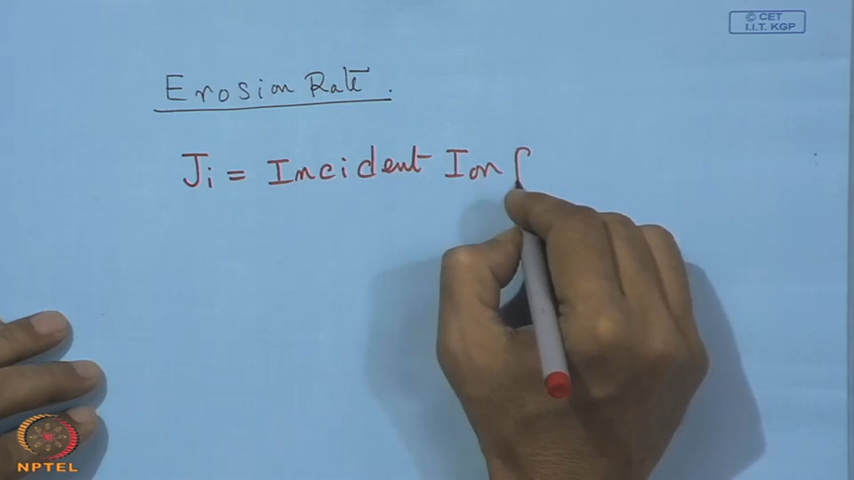 © CET
I.I.T. KGP
Erosion Rate.
Ji = Incident Ion f
NPTEL